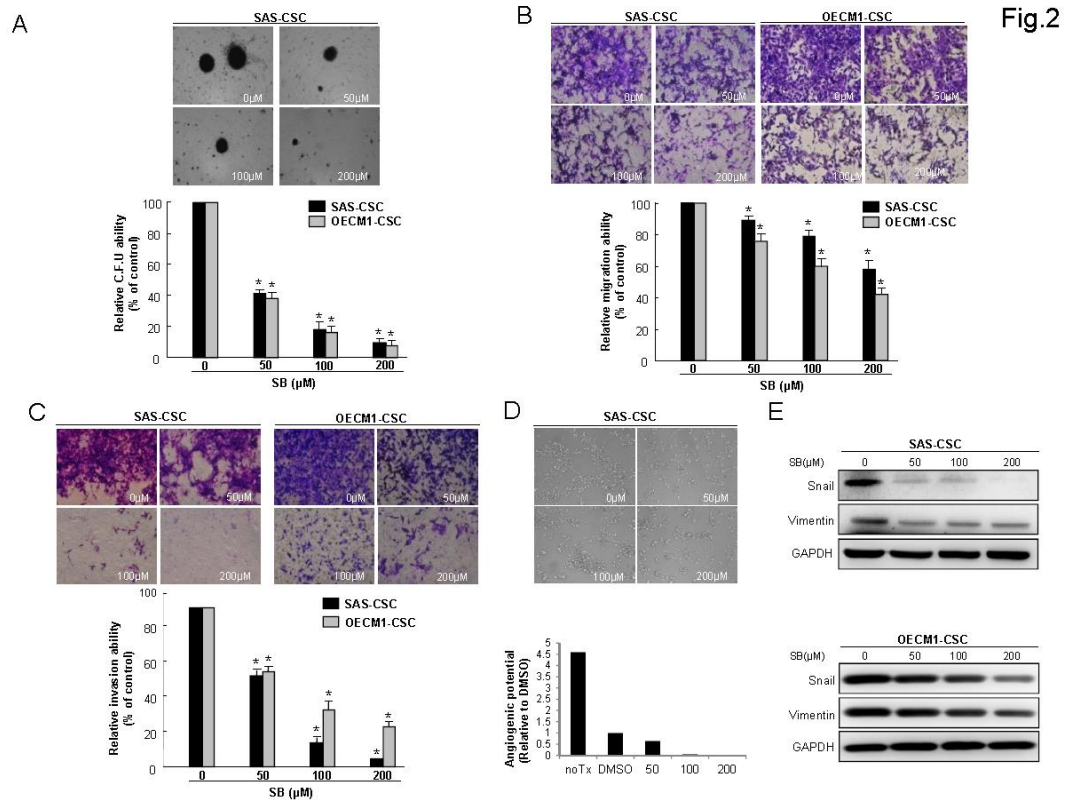 Fig.2
A
SAS-CSC
0µM
50µM
100µM
200µM
Relative C.F.U ability
(% of control)
100
80
60
40
20
0
SAS-CSC
OECM1-CSC
* * * * * *
0 50 100 200
SB (µM)
B
SAS-CSC OECM1-CSC
0µM 50µM 0µM 50µM
100µM 200µM 100µM 200µM
Relative migration ability
(% of control)
100
80
60
40
20
0
SAS-CSC
OECM1-CSC
* * * * * *
0 50 100 200
SB (µM)
C
SAS-CSC OECM1-CSC
0µM 50µM 0µM 50µM
100µM 200µM 100µM 200µM
Relative invasion ability
(% of control)
100
80
60
40
20
0
SAS-CSC
OECM1-CSC
* * * * * *
0 50 100 200
SB (µM)
D
SAS-CSC
0µM 50µM
100µM 200µM
Angiogenic potential
(Relative to DMSO)
5
4.5
4
3.5
3
2.5
2
1.5
1
0.5
0
noTx DMSO 50 100 200
E
SAS-CSC
SB(µM) 0 50 100 200
Snail
Vimentin
GAPDH
OECM1-CSC
SB(µM) 0 50 100 200
Snail
Vimentin
GAPDH